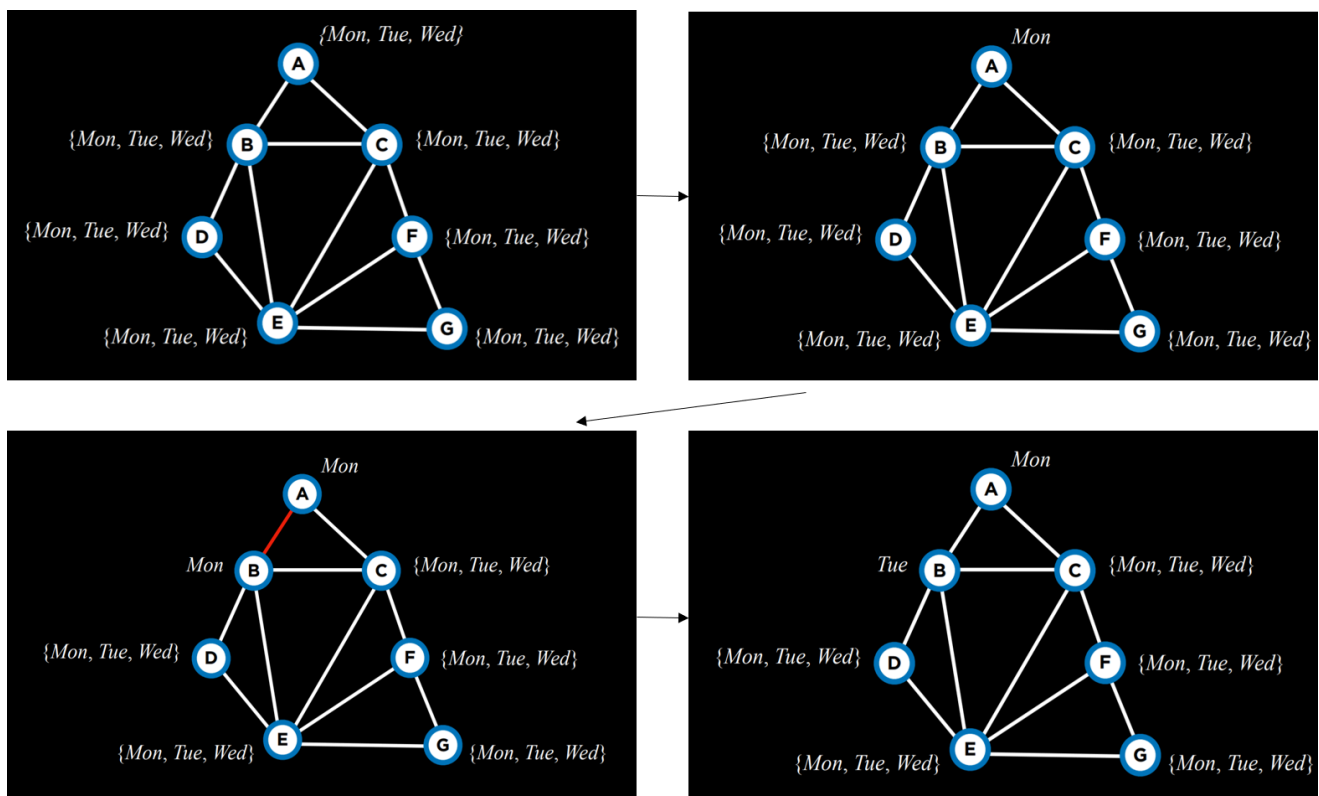 {Mon, Tue, Wed}
A
{Mon, Tue, Wed} B C {Mon, Tue, Wed}
{Mon, Tue, Wed} D F {Mon, Tue, Wed}
{Mon, Tue, Wed} E G {Mon, Tue, Wed}
Mon
A
{Mon, Tue, Wed} B C {Mon, Tue, Wed}
{Mon, Tue, Wed} D F {Mon, Tue, Wed}
{Mon, Tue, Wed} E G {Mon, Tue, Wed}
Mon
A
Mon B C {Mon, Tue, Wed}
{Mon, Tue, Wed} D F {Mon, Tue, Wed}
{Mon, Tue, Wed} E G {Mon, Tue, Wed}
Mon
A
Tue B C {Mon, Tue, Wed}
{Mon, Tue, Wed} D F {Mon, Tue, Wed}
{Mon, Tue, Wed} E G {Mon, Tue, Wed}